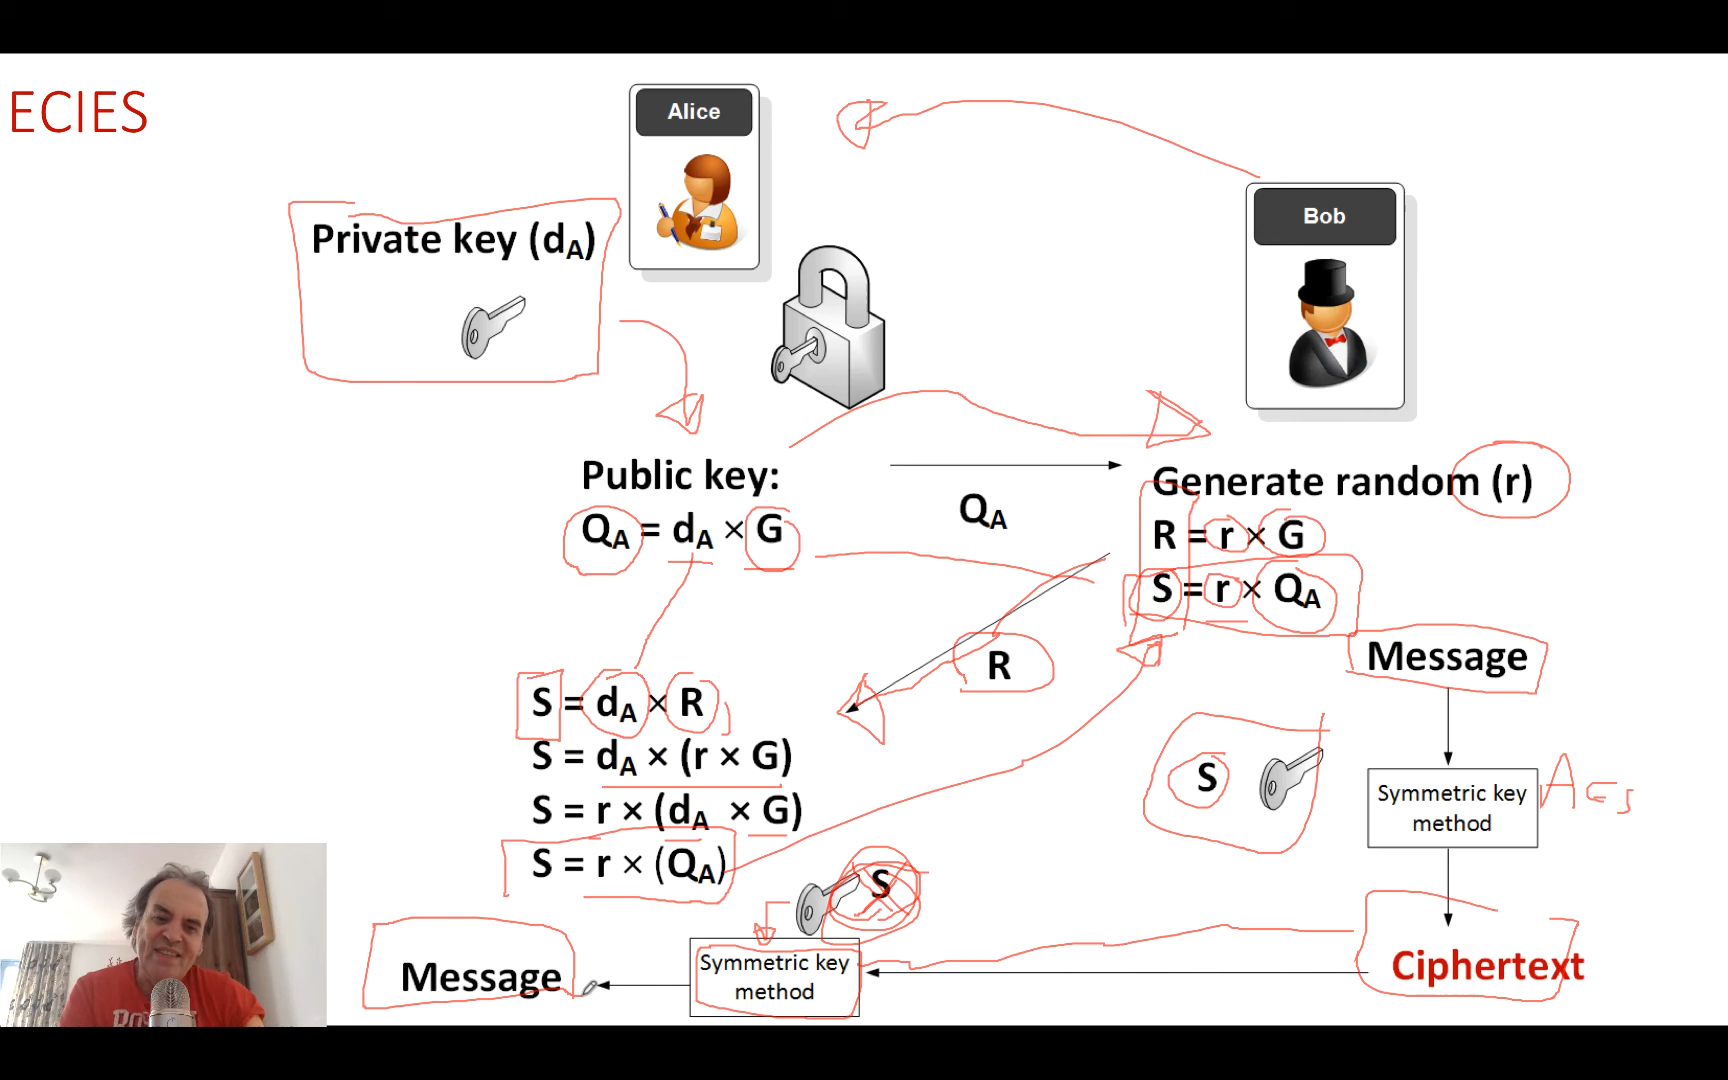 ECIES
Alice
Bob
Private key (dA)
Public key:
QA = dA × G
QA
Generate random (r)
R = r × G
S = r × QA
R
Message
S = dA × R
S = dA × (r × G)
S = r × (dA × G)
S = r × (QA)
S
Symmetric key
method
AES
S
Ciphertext
Symmetric key
method
Message